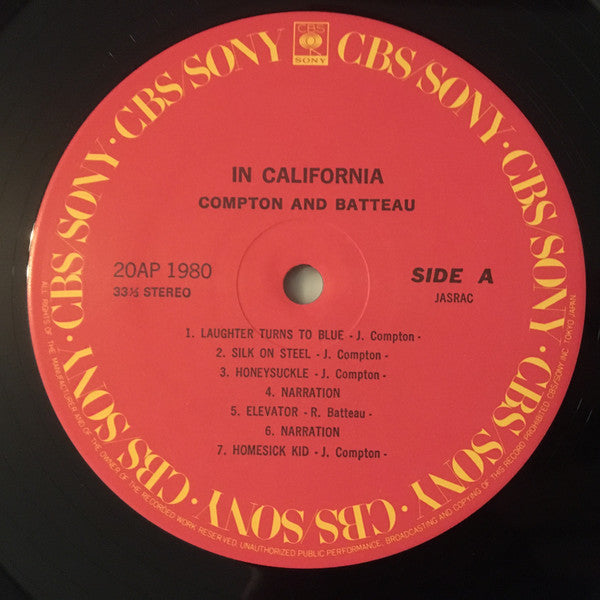 CBS/SONY · CBS/SONY · CBS/SONY · CBS/SONY · CBS SONY · CBS/SONY · CBS/SONY · CBS/SONY
CBS
SONY
IN CALIFORNIA
COMPTON AND BATTEAU
20AP 1980
33⅓ STEREO
SIDE A
JASRAC
1. LAUGHTER TURNS TO BLUE - J. Compton -
2. SILK ON STEEL - J. Compton -
3. HONEYSUCKLE - J. Compton -
4. NARRATION
5. ELEVATOR - R. Batteau -
6. NARRATION
7. HOMESICK KID - J. Compton -
ALL RIGHTS OF THE MANUFACTURER AND OF THE OWNER OF THE RECORDED WORK RESERVED. UNAUTHORIZED PUBLIC PERFORMANCE, BROADCASTING AND COPYING OF THIS RECORD PROHIBITED. CBS/SONY INC. TOKYO JAPAN